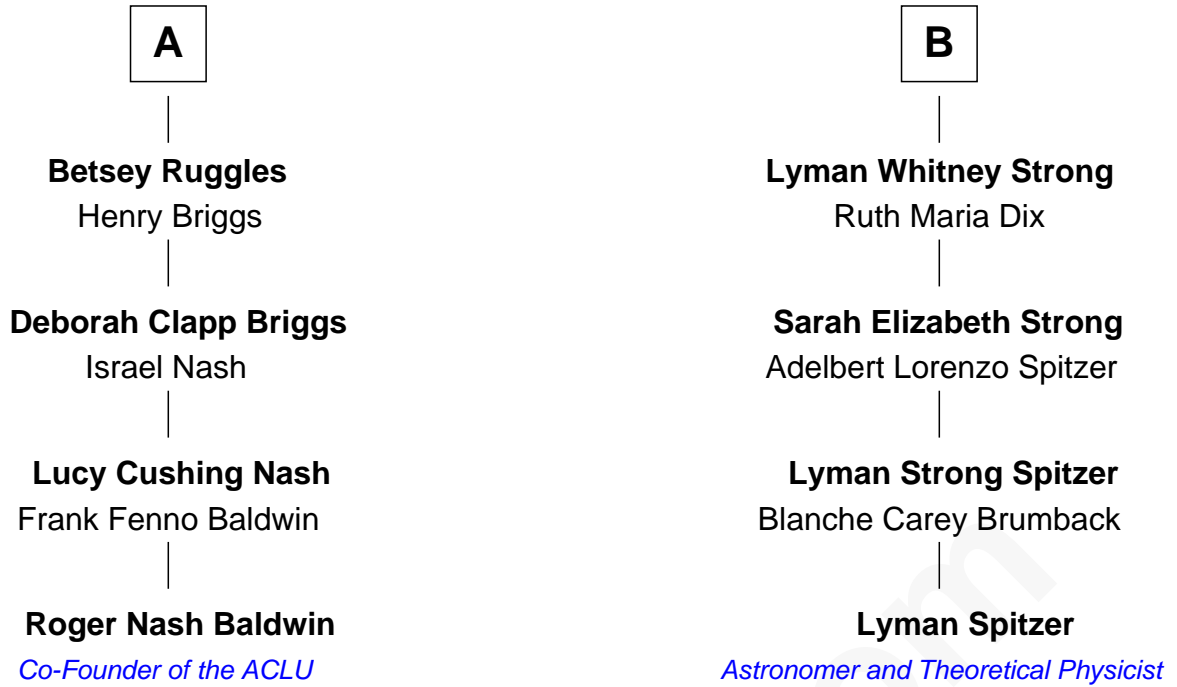 A
Betsey Ruggles
Henry Briggs
Deborah Clapp Briggs
Israel Nash
Lucy Cushing Nash
Frank Fenno Baldwin
Roger Nash Baldwin
Co-Founder of the ACLU
B
Lyman Whitney Strong
Ruth Maria Dix
Sarah Elizabeth Strong
Adelbert Lorenzo Spitzer
Lyman Strong Spitzer
Blanche Carey Brumback
Lyman Spitzer
Astronomer and Theoretical Physicist